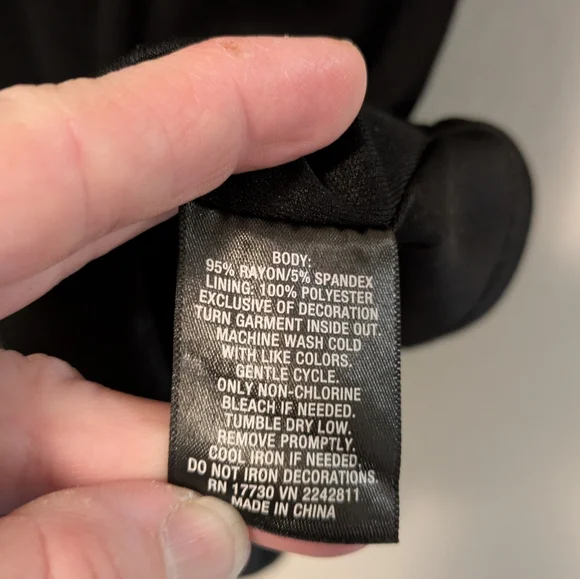 BODY:
95% RAYON/5% SPANDEX
LINING: 100% POLYESTER
EXCLUSIVE OF DECORATION
TURN GARMENT INSIDE OUT.
MACHINE WASH COLD
WITH LIKE COLORS.
GENTLE CYCLE.
ONLY NON-CHLORINE
BLEACH IF NEEDED.
TUMBLE DRY LOW.
REMOVE PROMPTLY.
COOL IRON IF NEEDED.
DO NOT IRON DECORATIONS.
RN 17730 VN 2242811
MADE IN CHINA